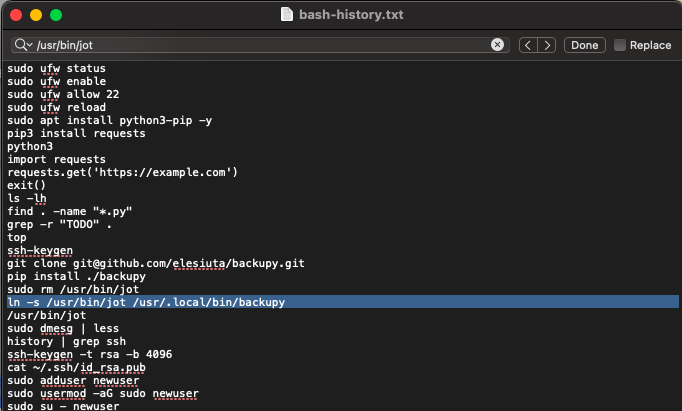 bash-history.txt
/usr/bin/jot
Done
Replace
sudo ufw status
sudo ufw enable
sudo ufw allow 22
sudo ufw reload
sudo apt install python3-pip -y
pip3 install requests
python3
import requests
requests.get('https://example.com')
exit()
ls -lh
find . -name "*.py"
grep -r "TODO" .
top
ssh-keygen
git clone git@github.com/elesiuta/backupy.git
pip install ./backupy
sudo rm /usr/bin/jot
ln -s /usr/bin/jot /usr/.local/bin/backupy
/usr/bin/jot
sudo dmesg | less
history | grep ssh
ssh-keygen -t rsa -b 4096
cat ~/.ssh/id_rsa.pub
sudo adduser newuser
sudo usermod -aG sudo newuser
sudo su - newuser